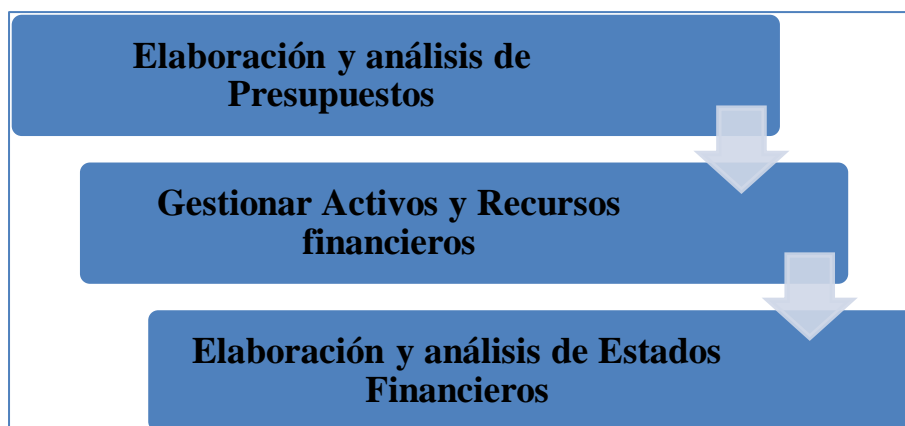 Elaboración y análisis de
Presupuestos
Gestionar Activos y Recursos
financieros
Elaboración y análisis de Estados
Financieros